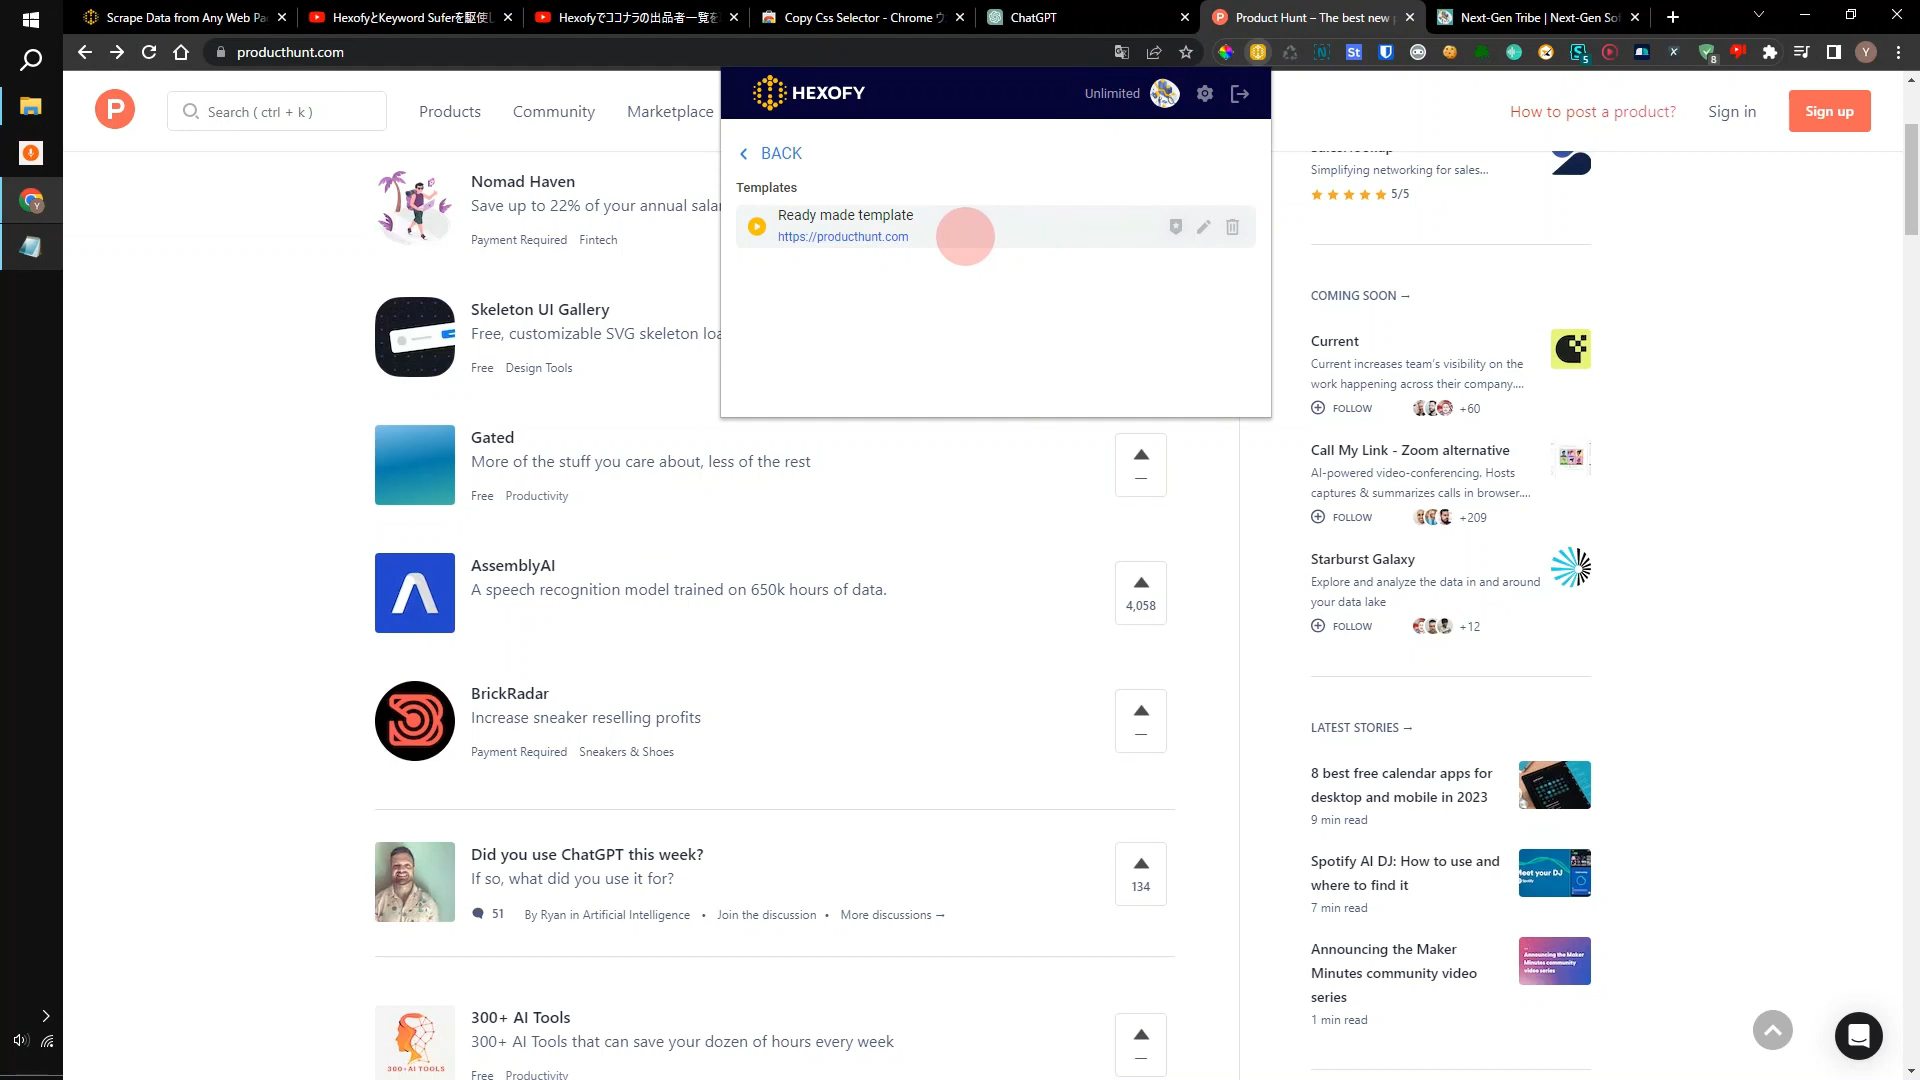 Scrape Data from Any Web Pa
HexofyとKeyword Suferを駆使し
Hexofyでココナラの出品者一覧を
Copy Css Selector - Chrome ウ
ChatGPT
Product Hunt – The best new p
Next-Gen Tribe | Next-Gen Sol
producthunt.com
St
5
8
Y
P
Search ( ctrl + k )
Products
Community
Marketplace
How to post a product?
Sign in
Sign up
HEXOFY
Unlimited
BACK
Templates
Ready made template
https://producthunt.com
Nomad Haven
Save up to 22% of your annual salar
Payment Required Fintech
Skeleton UI Gallery
Free, customizable SVG skeleton loa
Free Design Tools
Gated
More of the stuff you care about, less of the rest
Free Productivity
—
AssemblyAI
A speech recognition model trained on 650k hours of data.
4,058
BrickRadar
Increase sneaker reselling profits
Payment Required Sneakers & Shoes
—
Did you use ChatGPT this week?
If so, what did you use it for?
51 By Ryan in Artificial Intelligence • Join the discussion • More discussions →
134
300+ AI Tools
300+ AI Tools that can save your dozen of hours every week
Free Productivity
—
300+AI TOOLS
Simplifying networking for sales...
5/5
COMING SOON →
Current
Current increases team's visibility on the
work happening across their company....
FOLLOW +60
Call My Link - Zoom alternative
AI-powered video-conferencing. Hosts
captures & summarizes calls in browser....
FOLLOW +209
Starburst Galaxy
Explore and analyze the data in and around
your data lake
FOLLOW +12
LATEST STORIES →
8 best free calendar apps for
desktop and mobile in 2023
9 min read
Spotify AI DJ: How to use and
where to find it
7 min read
Announcing the Maker
Minutes community video
series
1 min read
Announcing the Maker
Minutes community
video series